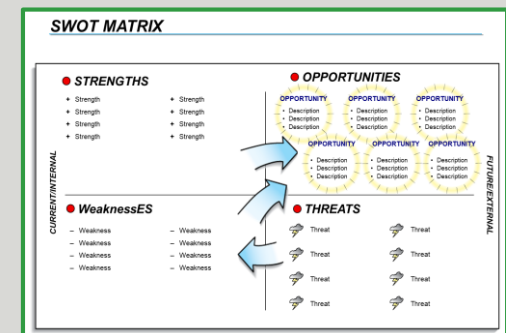 SWOT MATRIX
STRENGTHS
+ Strength
+ Strength
+ Strength
+ Strength
+ Strength
+ Strength
+ Strength
+ Strength
OPPORTUNITIES
OPPORTUNITY
• Description
• Description
• Description
OPPORTUNITY
• Description
• Description
• Description
OPPORTUNITY
• Description
• Description
• Description
OPPORTUNITY
• Description
• Description
• Description
OPPORTUNITY
• Description
• Description
• Description
OPPORTUNITY
• Description
• Description
• Description
CURRENT/INTERNAL
FUTURE/EXTERNAL
WeaknessES
– Weakness
– Weakness
– Weakness
– Weakness
– Weakness
– Weakness
– Weakness
– Weakness
THREATS
Threat
Threat
Threat
Threat
Threat
Threat
Threat
Threat